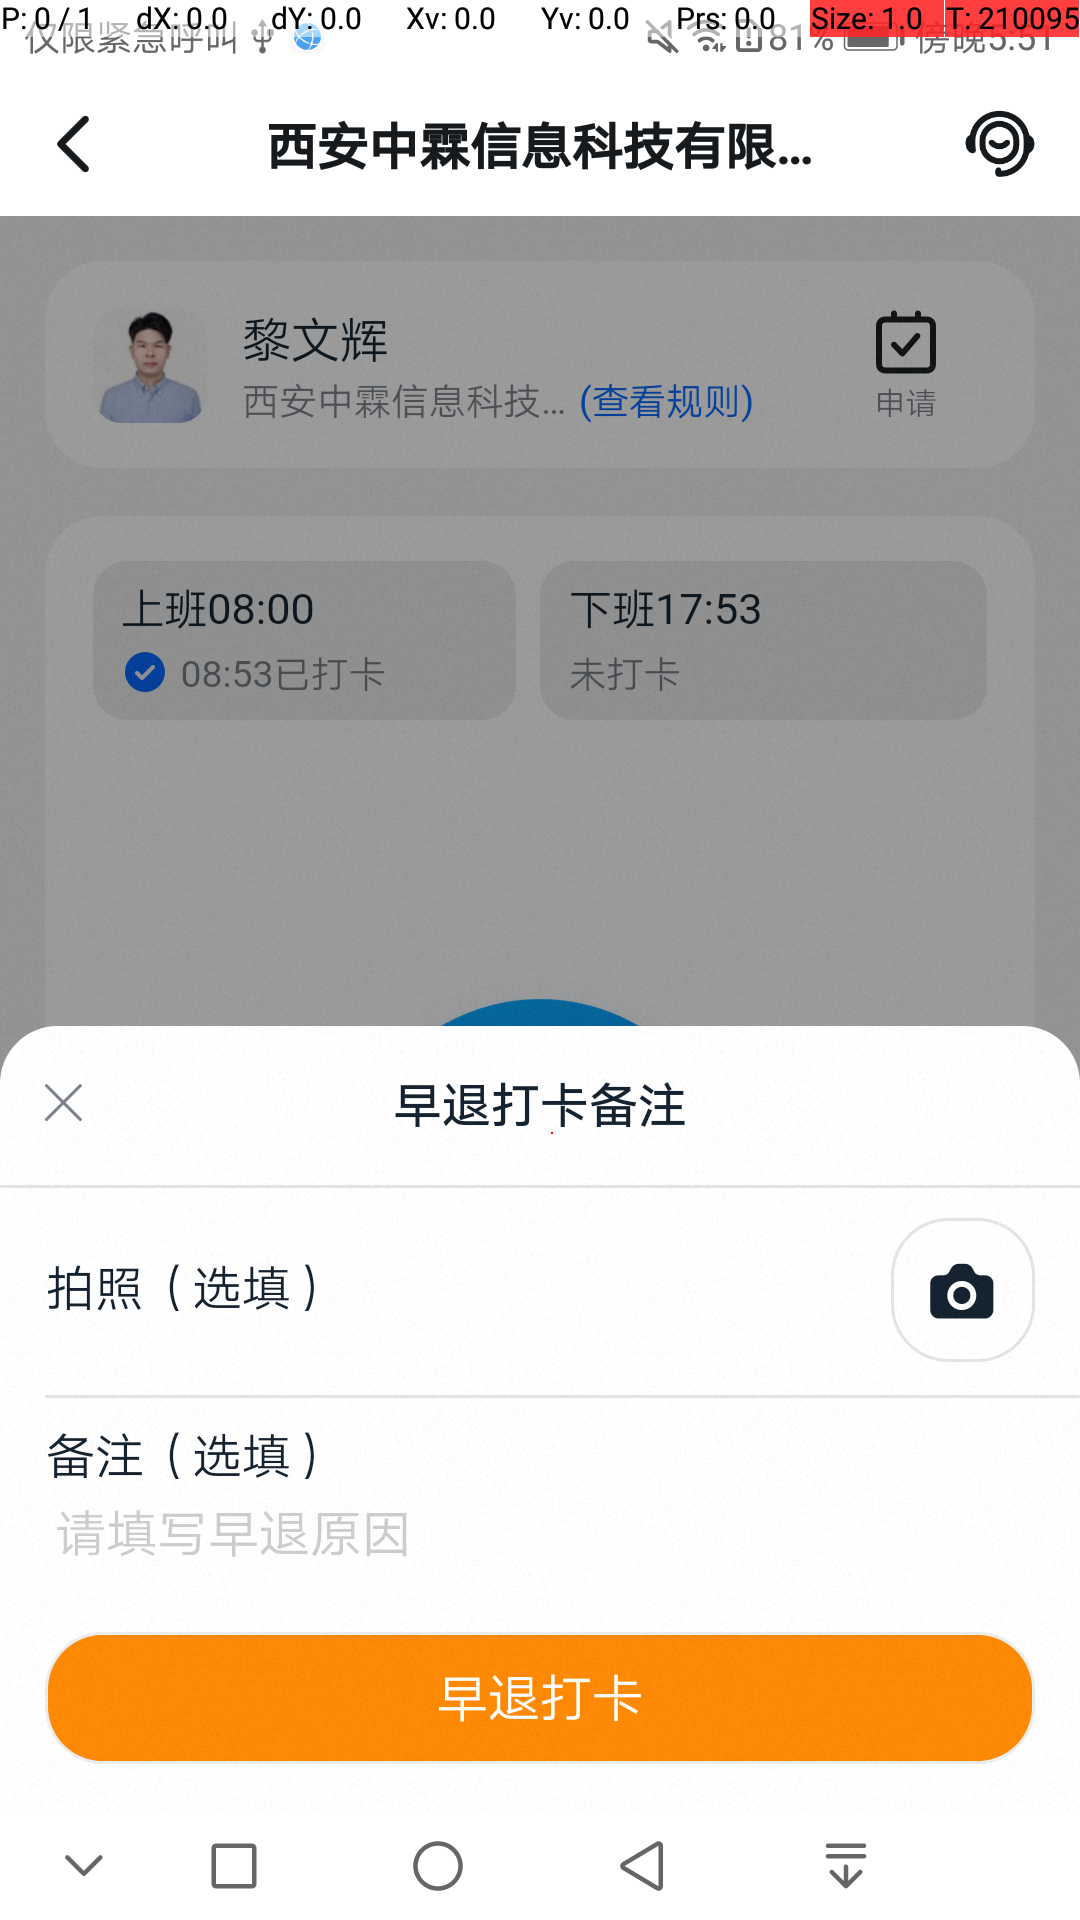 P: 0 / 1 dX: 0.0 dY: 0.0 Xv: 0.0 Yv: 0.0 Prs: 0.0 Size: 1.0 T: 210095
仅限紧急呼叫 81% 傍晚5:51
西安中霖信息科技有限...
黎文辉
西安中霖信息科技... (查看规则)
申请
上班08:00
08:53已打卡
下班17:53
未打卡
早退打卡备注
拍照（选填）
备注（选填）
请填写早退原因
早退打卡